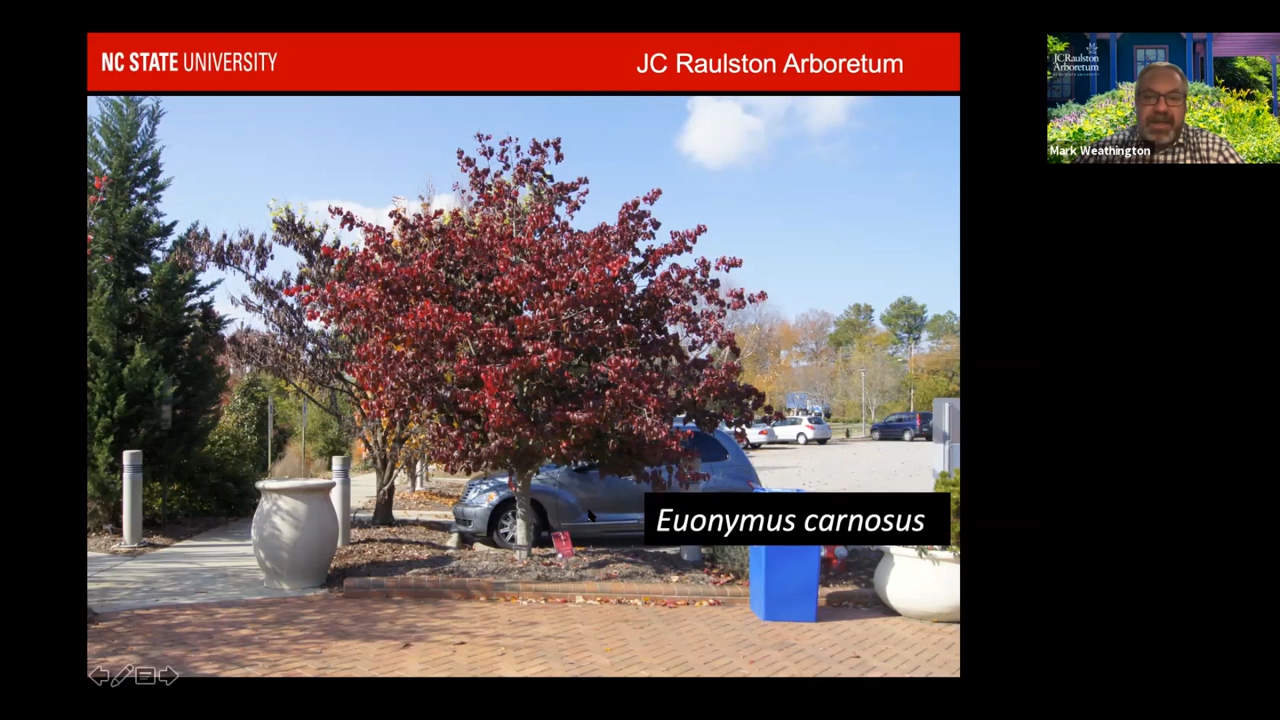 NC STATE UNIVERSITY
JC Raulston Arboretum
JC Raulston
Arboretum
Mark Weathington
Euonymus carnosus